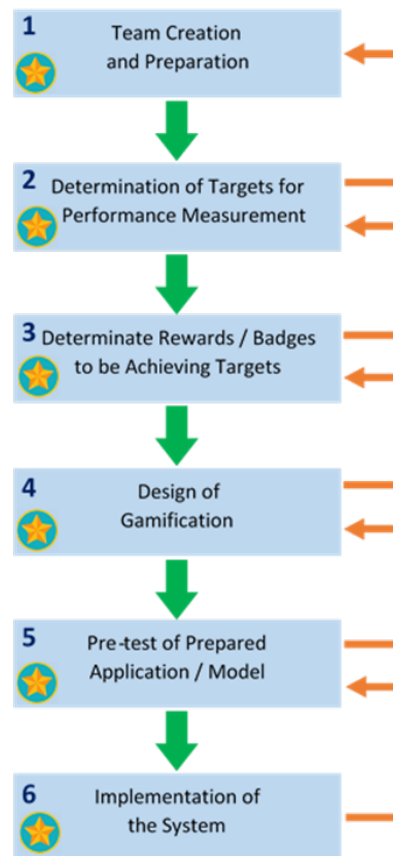 1
Team Creation
and Preparation
2
Determination of Targets for
Performance Measurement
3
Determinate Rewards / Badges
to be Achieving Targets
4
Design of
Gamification
5
Pre-test of Prepared
Application / Model
6
Implementation of
the System